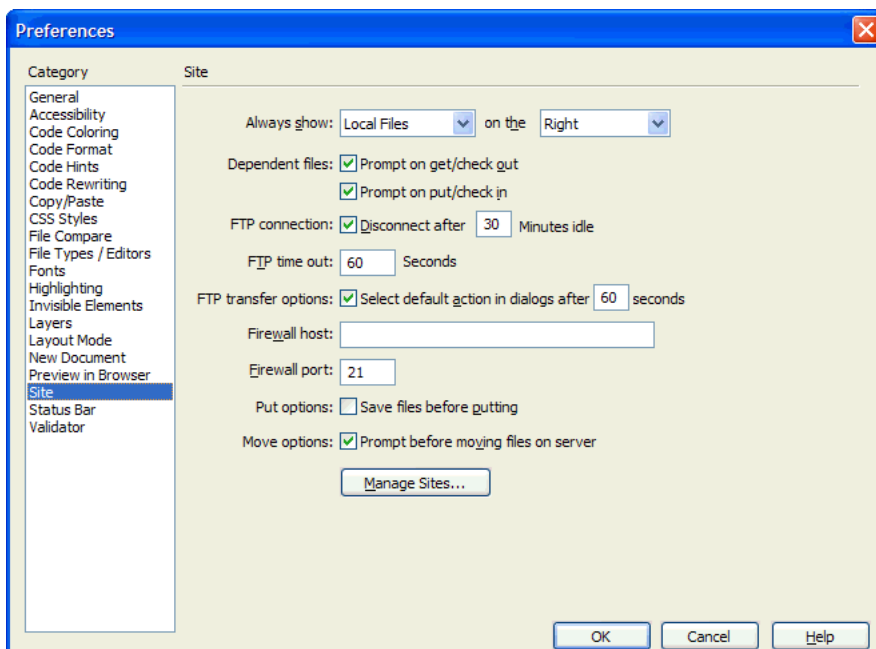 Preferences
Category
General
Accessibility
Code Coloring
Code Format
Code Hints
Code Rewriting
Copy/Paste
CSS Styles
File Compare
File Types / Editors
Fonts
Highlighting
Invisible Elements
Layers
Layout Mode
New Document
Preview in Browser
Site
Status Bar
Validator
Site
Always show: Local Files on the Right
Dependent files: Prompt on get/check out
Prompt on put/check in
FTP connection: Disconnect after 30 Minutes idle
FTP time out: 60 Seconds
FTP transfer options: Select default action in dialogs after 60 seconds
Firewall host:
Firewall port: 21
Put options: Save files before putting
Move options: Prompt before moving files on server
Manage Sites...
OK Cancel Help